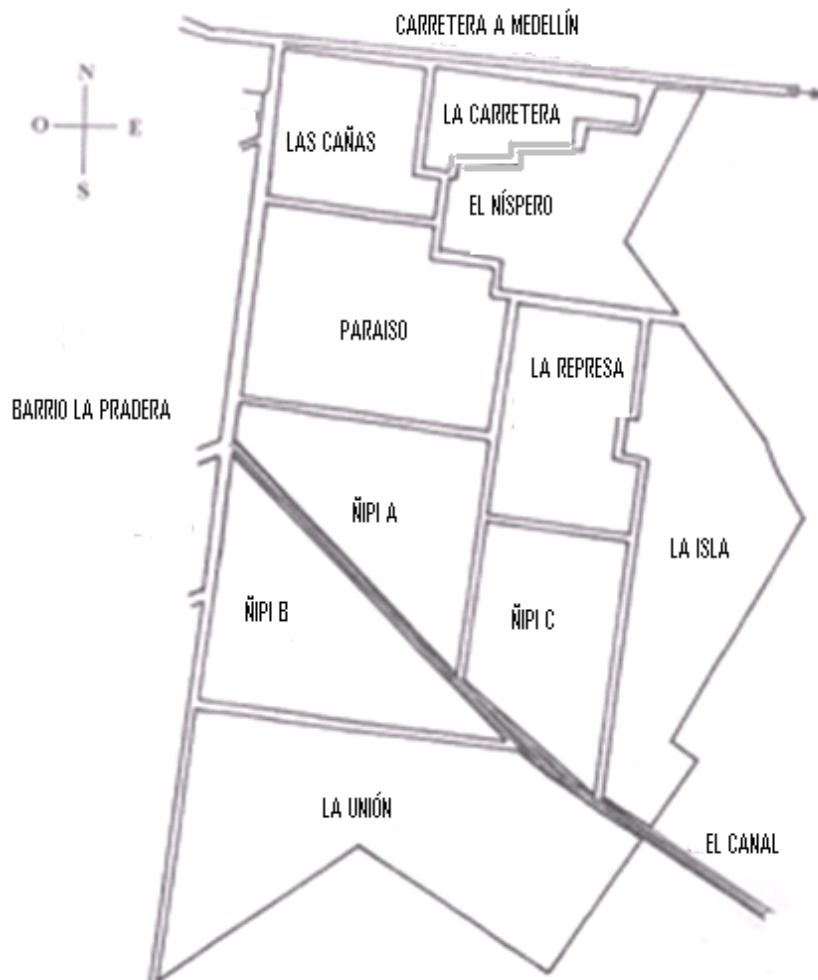 CARRETERA A MEDELLÍN
N
O
E
S
LA CARRETERA
LAS CAÑAS
EL NÍSPERO
PARAISO
LA REPRESA
BARRIO LA PRADERA
ÑIPI A
LA ISLA
ÑIPI B
ÑIPI C
LA UNIÓN
EL CANAL